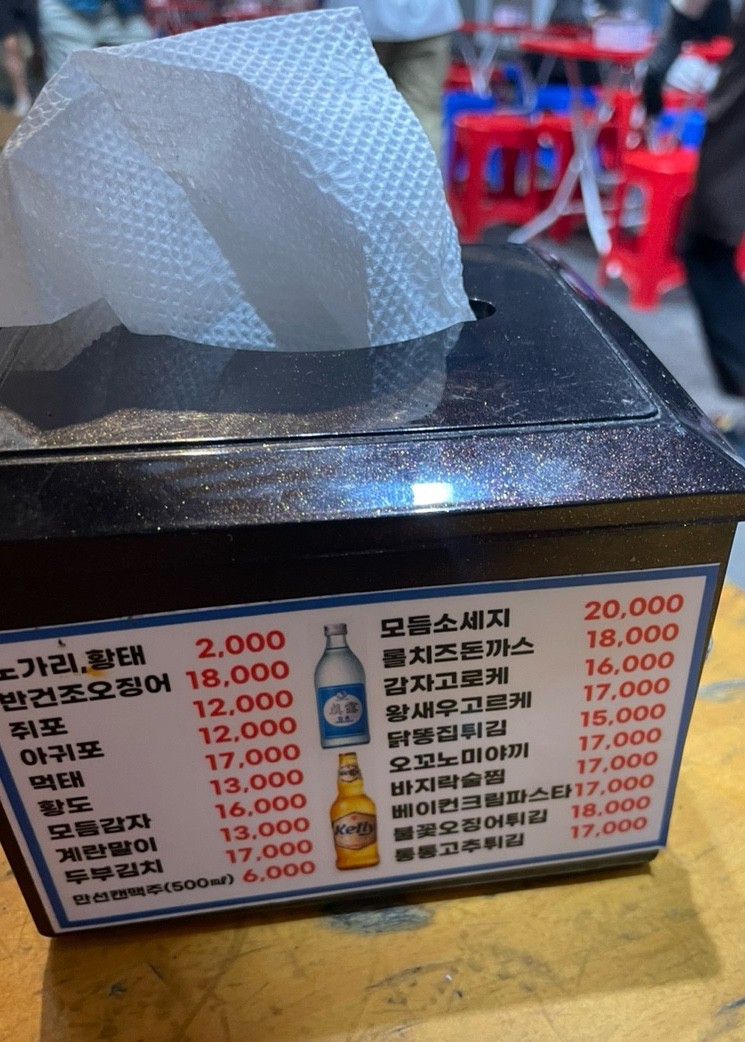 노가리,황태 2,000
반건조오징어 18,000
쥐포 12,000
아귀포 12,000
먹태 17,000
황도 13,000
모듬감자 16,000
계란말이 13,000
두부김치 17,000
만선캔맥주(500㎖) 6,000
Kelly
모듬소세지 20,000
롤치즈돈까스 18,000
감자고로케 16,000
왕새우고르케 17,000
닭똥집튀김 15,000
오꼬노미야끼 17,000
바지락술찜 17,000
베이컨크림파스타 17,000
불꽃오징어튀김 18,000
통통고추튀김 17,000